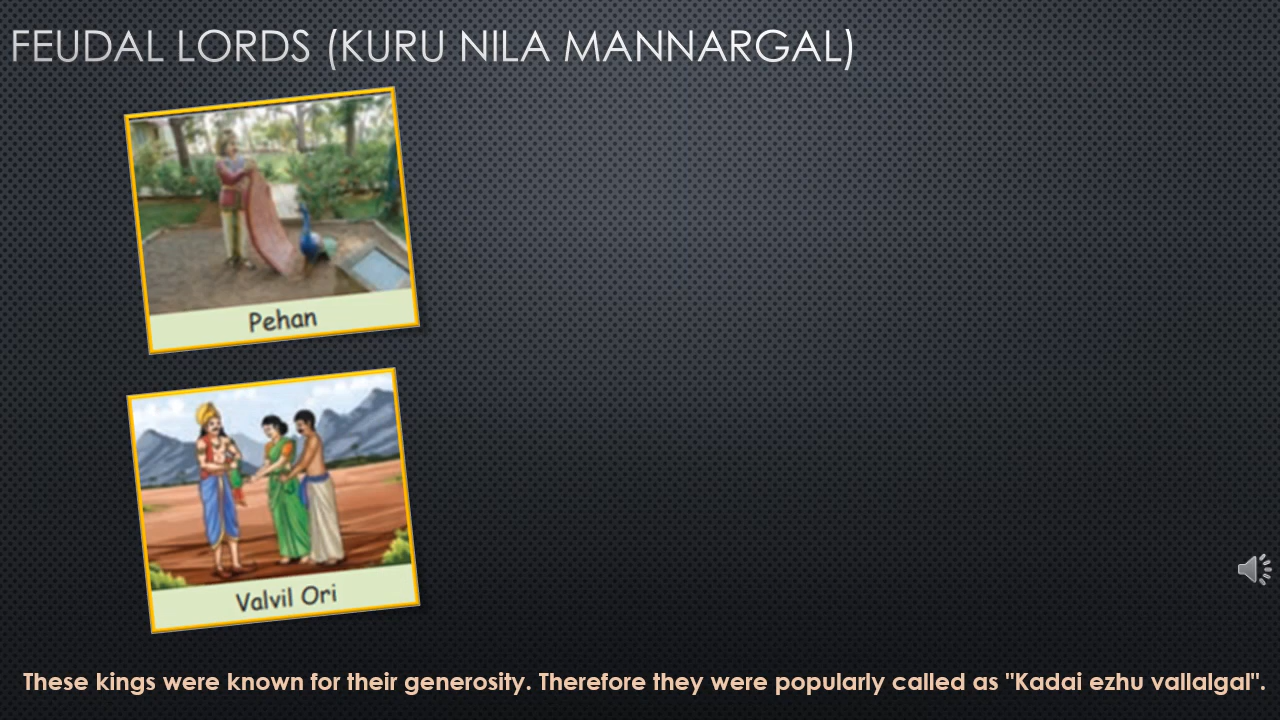 FEUDAL LORDS (KURU NILA MANNARGAL)
Pehan
Valvil Ori
These kings were known for their generosity. Therefore they were popularly called as "Kadai ezhu vallalgal".